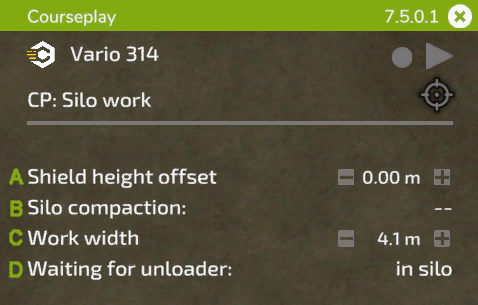 Courseplay 7.5.0.1
Vario 314
CP: Silo work
A Shield height offset 0.00 m
B Silo compaction: --
C Work width 4.1 m
D Waiting for unloader: in silo